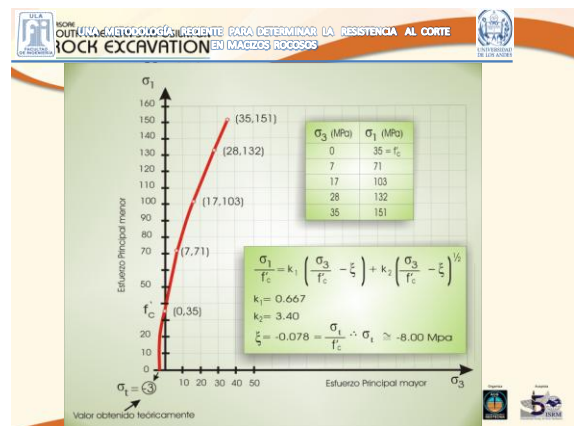 ULA
FACULTAD
DE INGENIERÍA
UNA METODOLOGÍA RECIENTE PARA DETERMINAR LA RESISTENCIA AL CORTE
ROCK EXCAVATION EN MACIZOS ROCOSOS
UNIVERSIDAD
DE LOS ANDES
σ1
160
150
140
130
120
110
100
90
80
70
50
f'c
20
10
0
Esfuerzo Principal menor
(35,151)
(28,132)
(17,103)
(7,71)
(0,35)
σ3 (MPa) σ1 (MPa)
0 35 = f'c
7 71
17 103
28 132
35 151
σ1/f'c = k1 (σ3/f'c − ξ) + k2 (σ3/f'c − ξ)^½
k1= 0.667
k2= 3.40
ξ = -0.078 = σt/f'c ∴ σt ≅ -8.00 Mpa
10 20 30 40 50
Esfuerzo Principal mayor
σ3
σt = -3
Valor obtenido teóricamente
ISRM